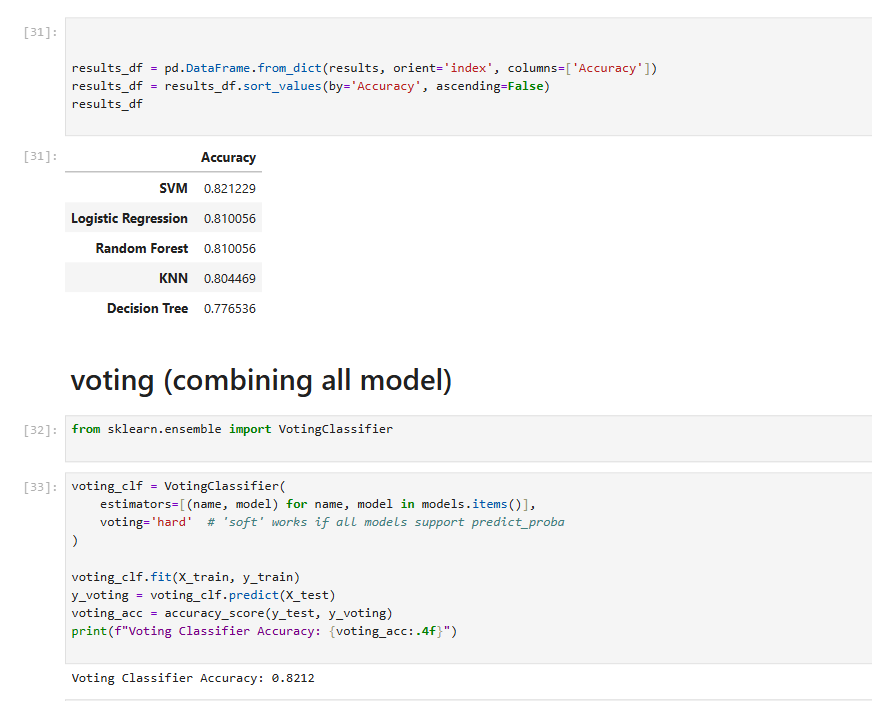 [31]:
results_df = pd.DataFrame.from_dict(results, orient='index', columns=['Accuracy'])
results_df = results_df.sort_values(by='Accuracy', ascending=False)
results_df
[31]:
Accuracy
SVM 0.821229
Logistic Regression 0.810056
Random Forest 0.810056
KNN 0.804469
Decision Tree 0.776536
voting (combining all model)
[32]: from sklearn.ensemble import VotingClassifier
[33]: voting_clf = VotingClassifier(
    estimators=[(name, model) for name, model in models.items()],
    voting='hard'  # 'soft' works if all models support predict_proba
)
voting_clf.fit(X_train, y_train)
y_voting = voting_clf.predict(X_test)
voting_acc = accuracy_score(y_test, y_voting)
print(f"Voting Classifier Accuracy: {voting_acc:.4f}")
Voting Classifier Accuracy: 0.8212